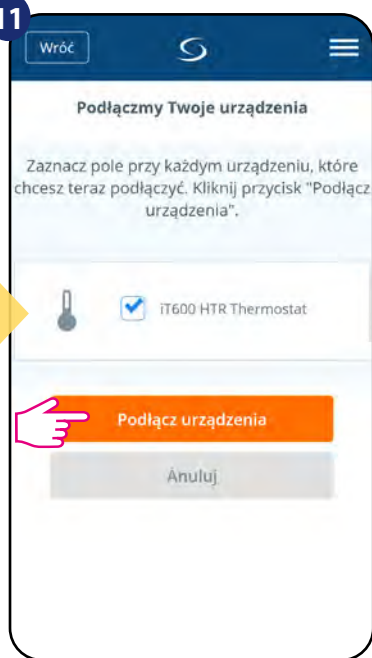 11
Wróć
Podłączmy Twoje urządzenia
Zaznacz pole przy każdym urządzeniu, które
chcesz teraz podłączyć. Kliknij przycisk "Podłącz
urządzenia".
iT600 HTR Thermostat
Podłącz urządzenia
Anuluj